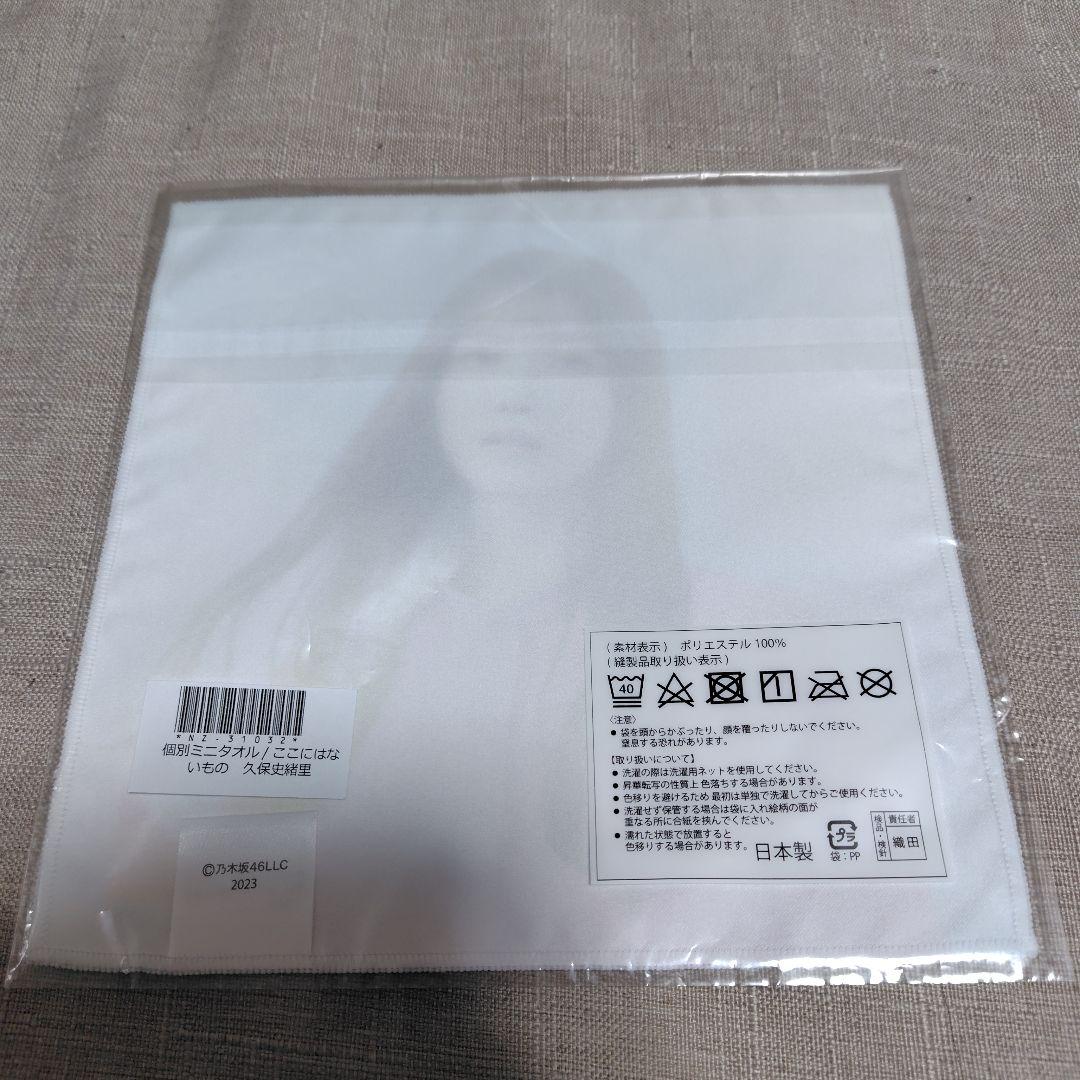 *NZ-31032*
個別ミニタオル/ここにはな
いもの 久保史緒里
©乃木坂46LLC
2023
(素材表示) ポリエステル 100%
(縫製品取り扱い表示)
40
〈注意〉
● 袋を頭からかぶったり、顔を覆ったりしないでください。
窒息する恐れがあります。
【取り扱いについて】
● 洗濯の際は洗濯用ネットを使用してください。
● 昇華転写の性質上 色落ちする場合があります。
● 色移りを避けるため 最初は単独で洗濯してからご使用ください。
● 洗濯せず保管する場合は袋に入れ絵柄の面が
重なる所に合紙を挟んでください。
● 濡れた状態で放置すると
色移りする場合があります。
日本製
プラ
袋:PP
検品・検針
責任者
織田